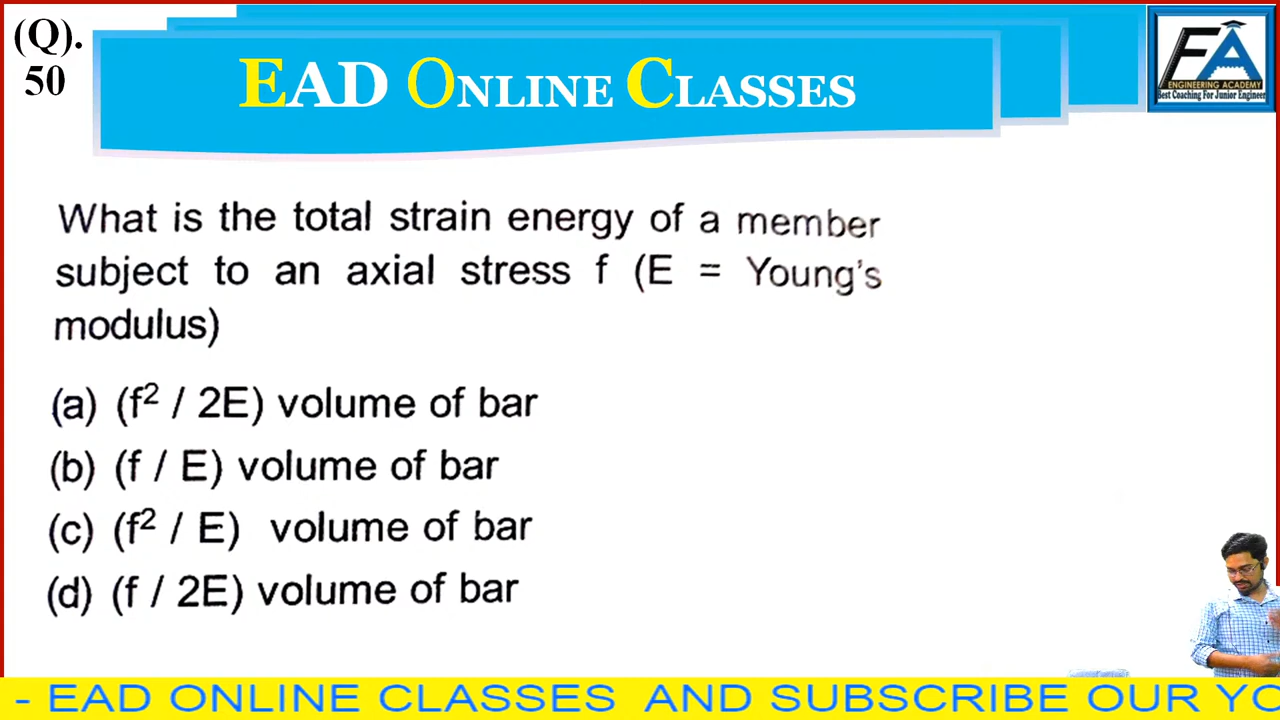 (Q).
50
EAD ONLINE CLASSES
FA
ENGINEERING ACADEMY
Best Coaching For Junior Engineer
What is the total strain energy of a member
subject to an axial stress f (E = Young's
modulus)
(a) (f² / 2E) volume of bar
(b) (f / E) volume of bar
(c) (f² / E) volume of bar
(d) (f / 2E) volume of bar
- EAD ONLINE CLASSES AND SUBSCRIBE OUR YO